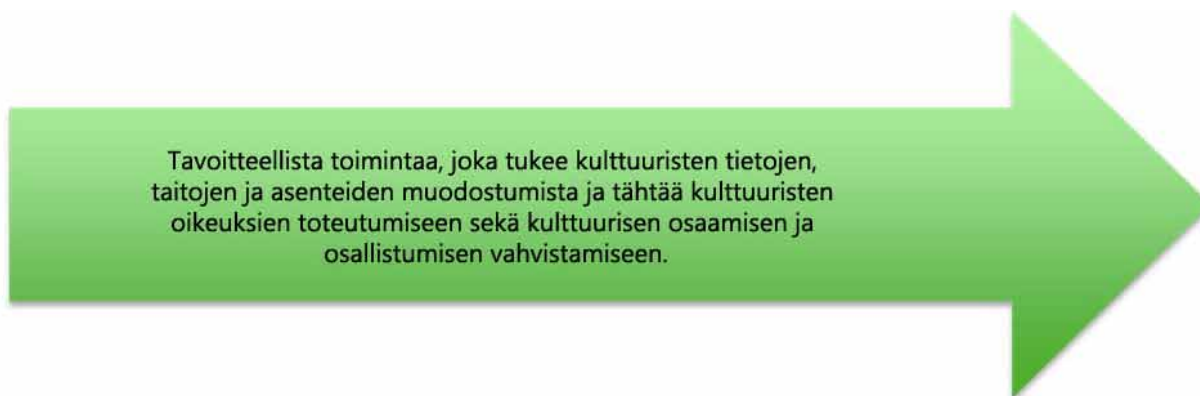 Tavoitteellista toimintaa, joka tukee kulttuuristen tietojen,
taitojen ja asenteiden muodostumista ja tähtää kulttuuristen
oikeuksien toteutumiseen sekä kulttuurisen osaamisen ja
osallistumisen vahvistamiseen.